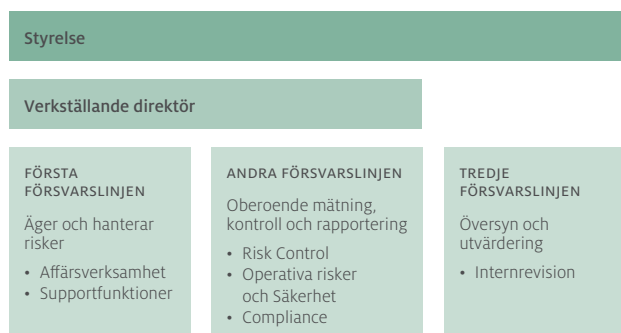 Styrelse
Verkställande direktör
FÖRSTA
FÖRSVARSLINJEN
Äger och hanterar
risker
• Affärsverksamhet
• Supportfunktioner
ANDRA FÖRSVARSLINJEN
Oberoende mätning,
kontroll och rapportering
• Risk Control
• Operativa risker
och Säkerhet
• Compliance
TREDJE
FÖRSVARSLINJEN
Översyn och
utvärdering
• Internrevision